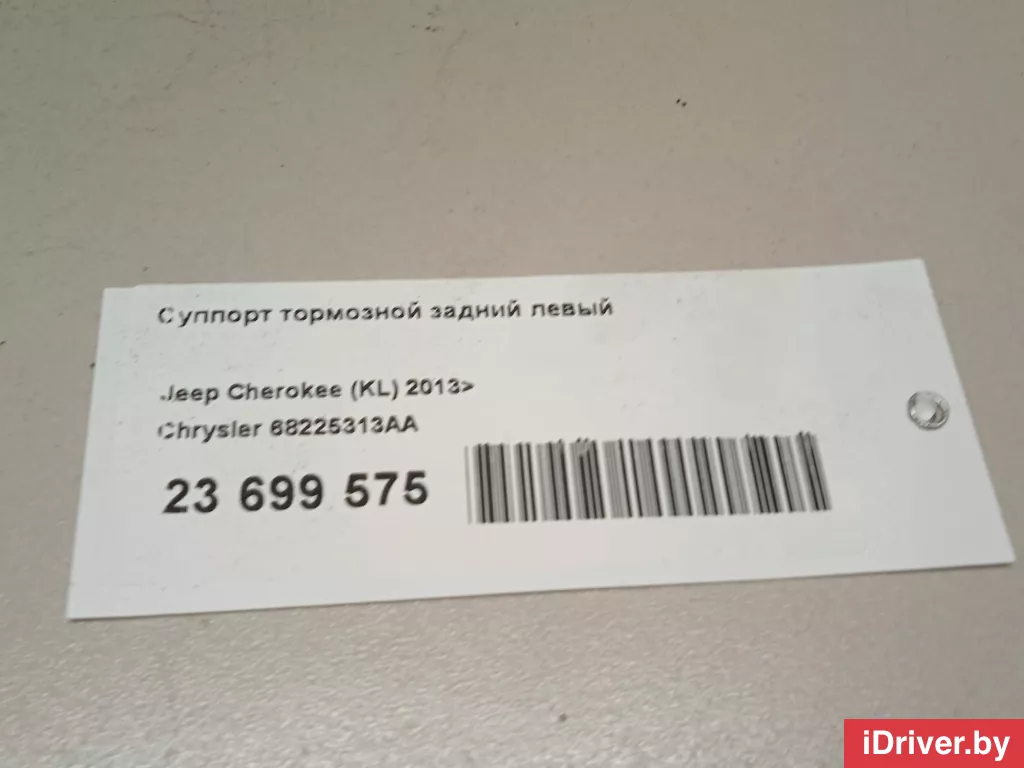 Суппорт тормозной задний левый
Jeep Cherokee (KL) 2013>
Chrysler 68225313AA
23 699 575
iDriver.by